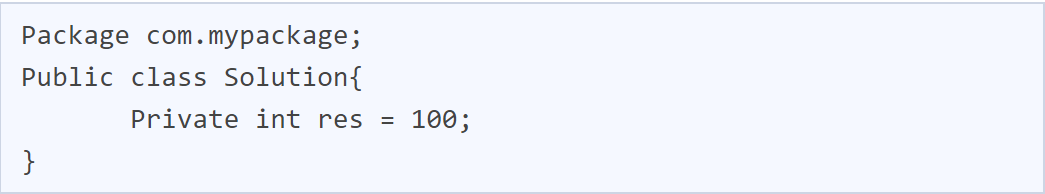 Package com.mypackage;
Public class Solution{
       Private int res = 100;
}